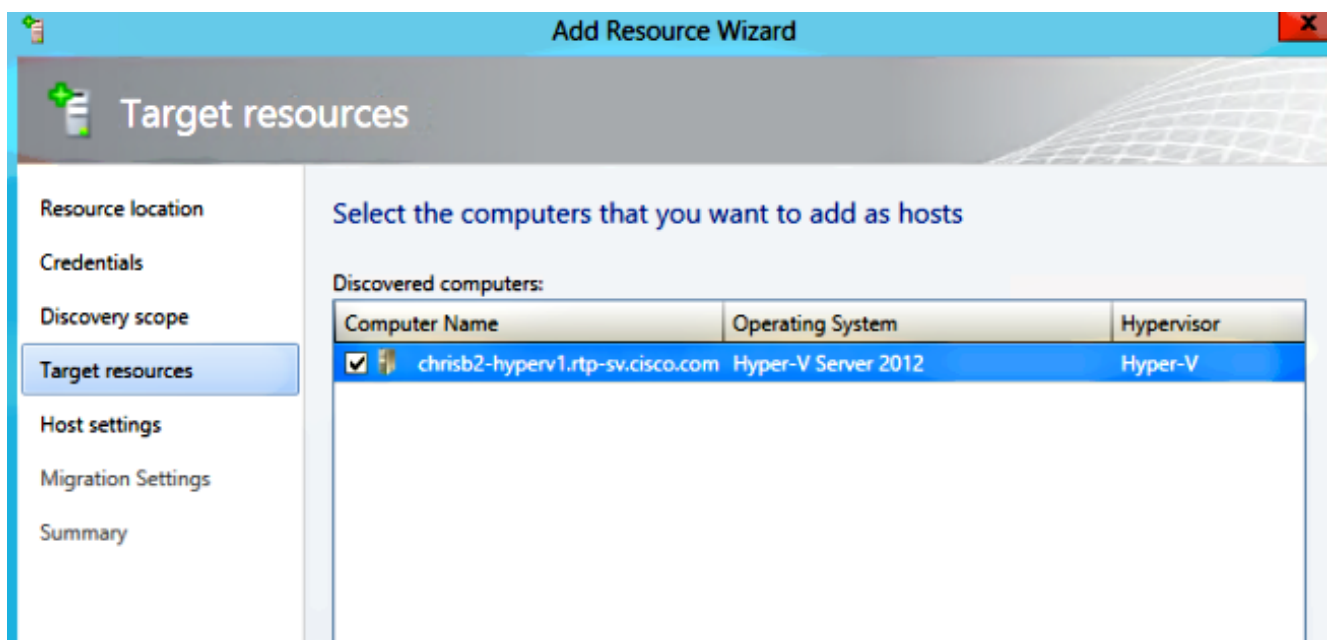 Add Resource Wizard
x
Target resources
Resource location
Credentials
Discovery scope
Target resources
Host settings
Migration Settings
Summary
Select the computers that you want to add as hosts
Discovered computers:
Computer Name Operating System Hypervisor
chrisb2-hyperv1.rtp-sv.cisco.com Hyper-V Server 2012 Hyper-V